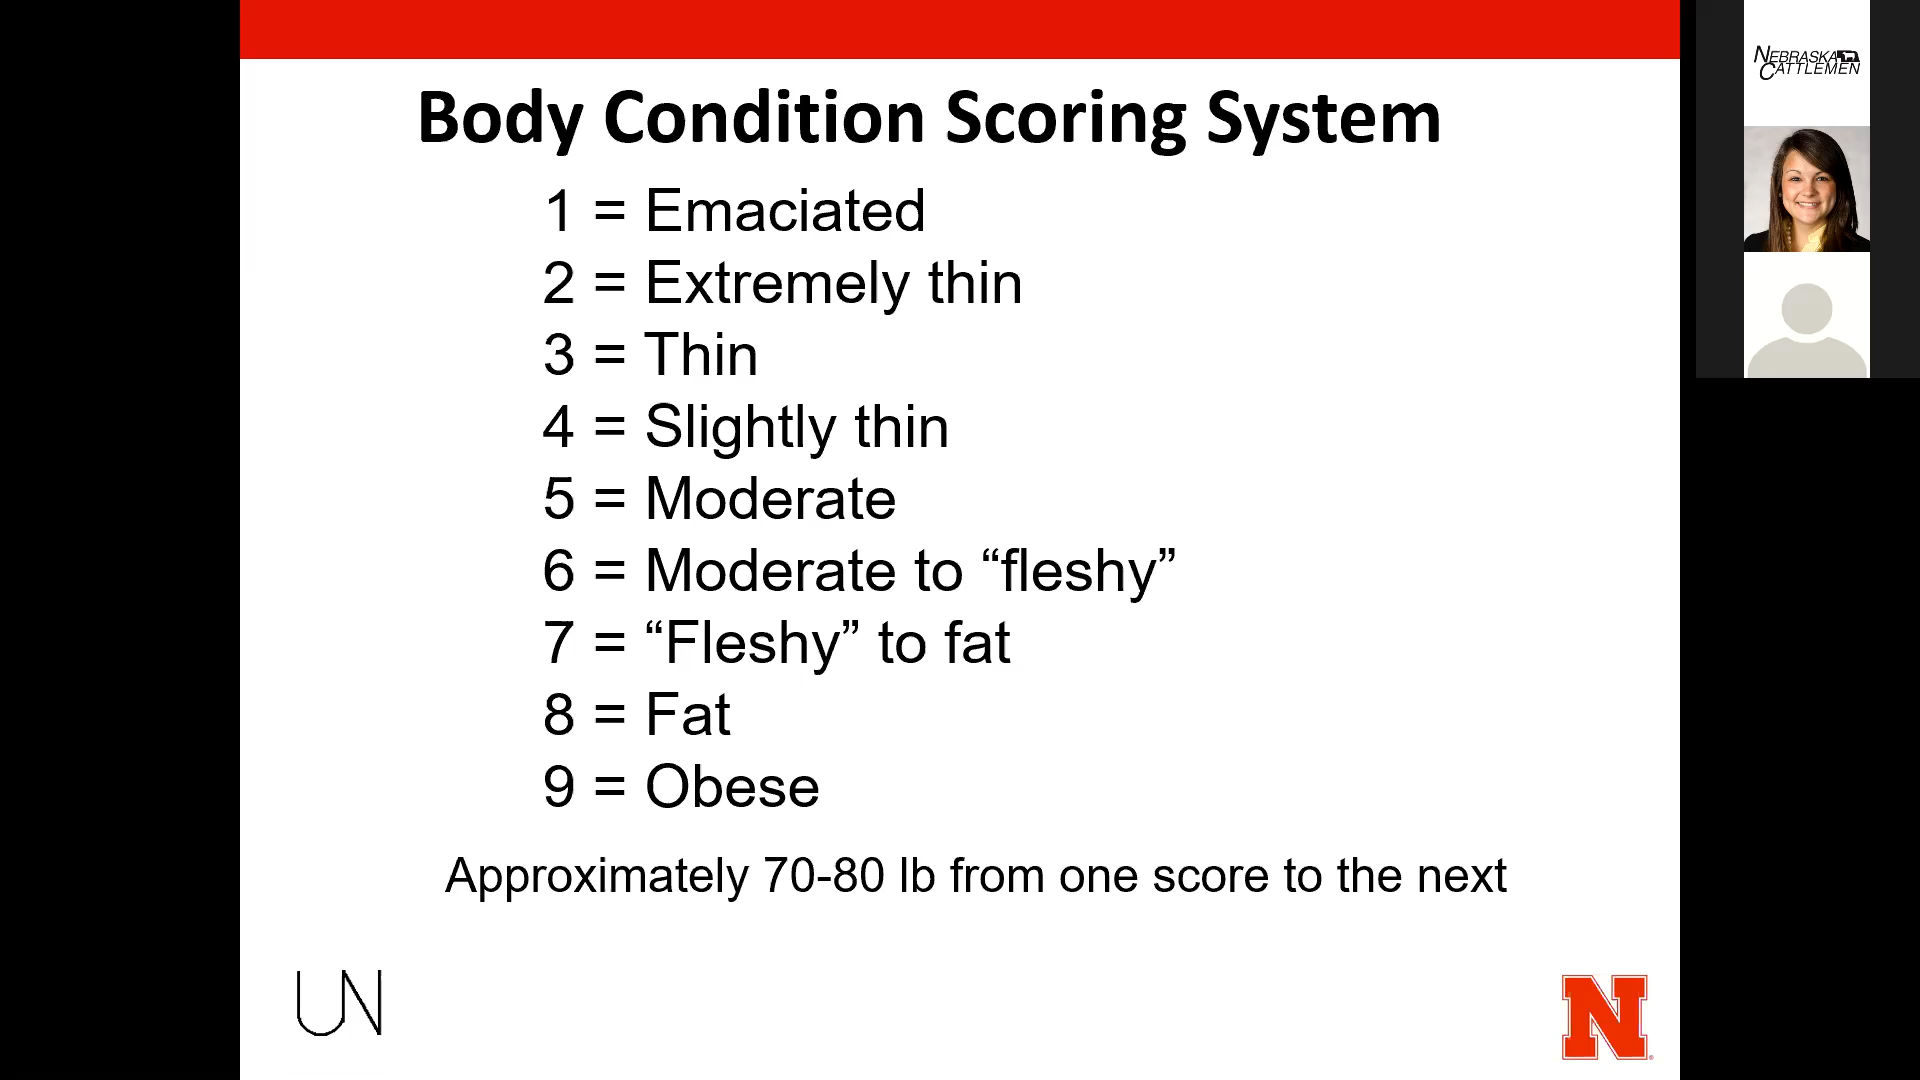 Body Condition Scoring System
1 = Emaciated
2 = Extremely thin
3 = Thin
4 = Slightly thin
5 = Moderate
6 = Moderate to “fleshy”
7 = “Fleshy” to fat
8 = Fat
9 = Obese
Approximately 70-80 lb from one score to the next
UN
N
NEBRASKA
CATTLEMEN